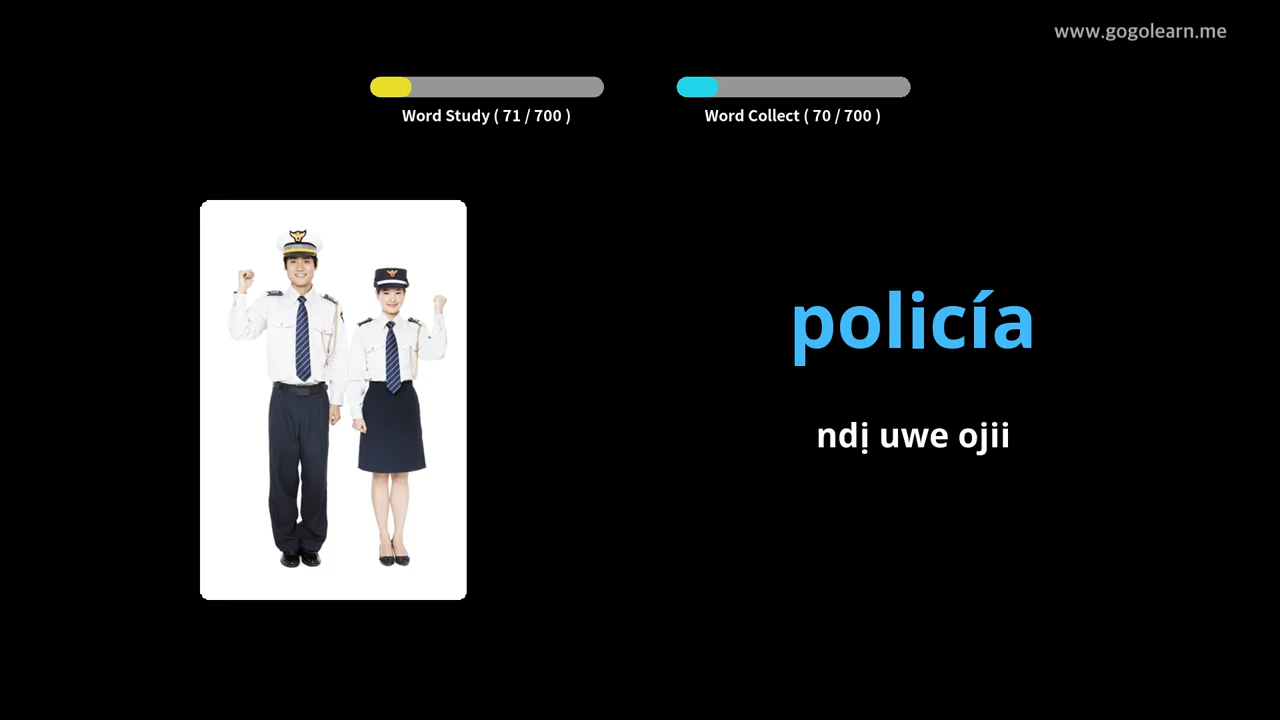 www.gogolearn.me
Word Study ( 71 / 700 )
Word Collect ( 70 / 700 )
policía
ndị uwe ojii